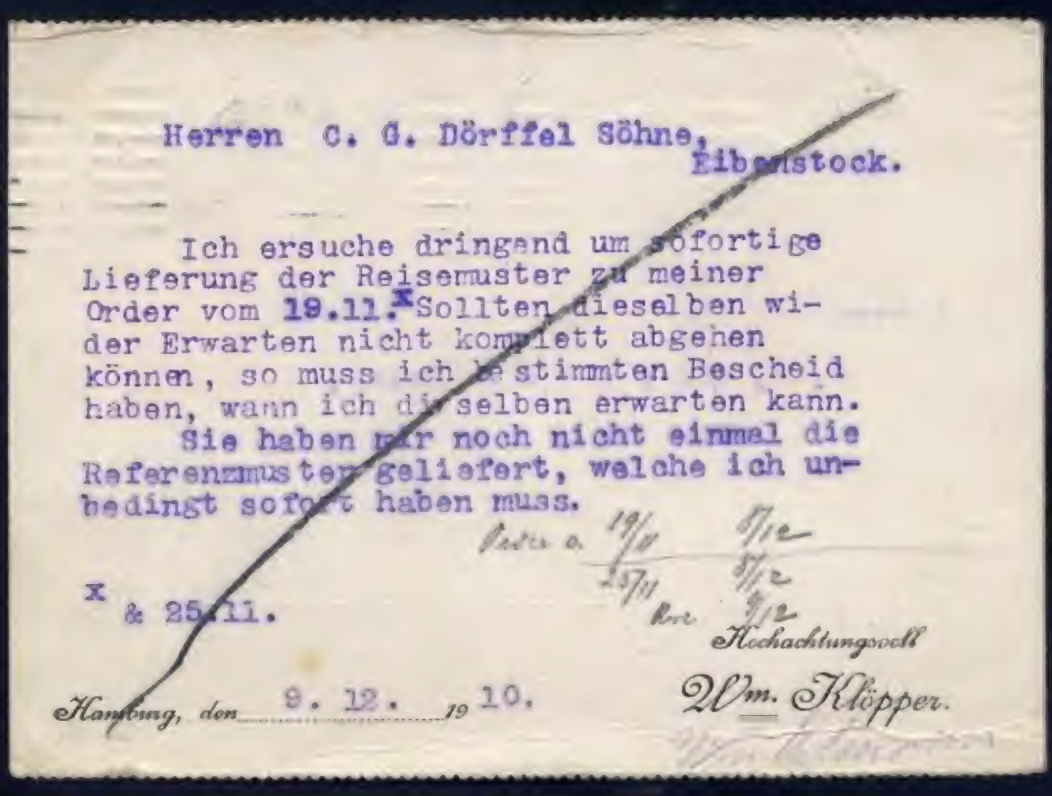 Herren C. G. Dörffel Söhne,
Eibenstock.
Ich ersuche dringend um sofortige
Lieferung der Reisemuster zu meiner
Order vom 19.11.x Sollten dieselben wi-
der Erwarten nicht komplett abgehen
können, so muss ich bestimmten Bescheid
haben, wann ich dieselben erwarten kann.
Sie haben mir noch nicht einmal die
Referenzmuster geliefert, welche ich un-
bedingt sofort haben muss.
19/11 8/12
25/11 8/12
9/12
x & 25.11.
Hochachtungsvoll
Hamburg, den 9. 12. 1910.
Wm. Klöpper.